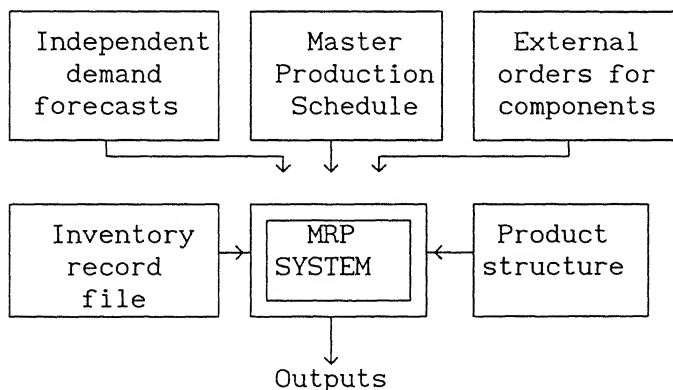 Independent
demand
forecasts
Master
Production
Schedule
External
orders for
components
Inventory
record
file
MRP
SYSTEM
Product
structure
Outputs